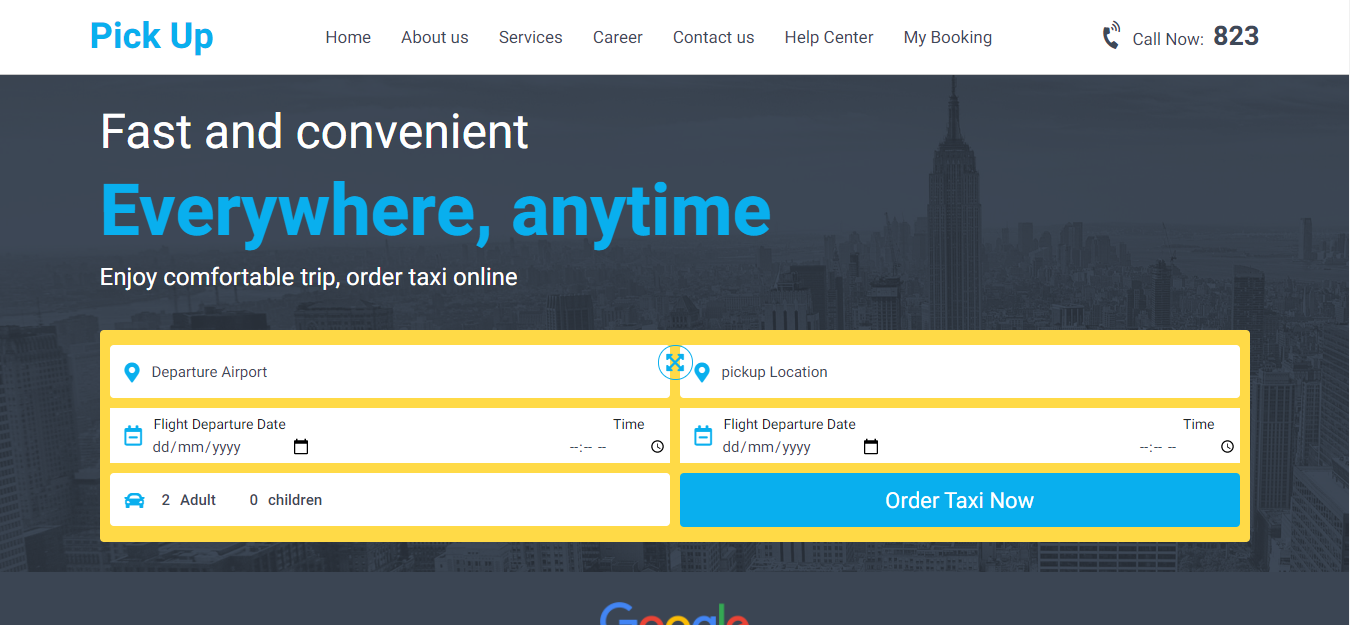 Pick Up
Home About us Services Career Contact us Help Center My Booking
Call Now: 823
Fast and convenient
Everywhere, anytime
Enjoy comfortable trip, order taxi online
Departure Airport
pickup Location
Flight Departure Date Time
dd/mm/yyyy --:-- --
Flight Departure Date Time
dd/mm/yyyy --:-- --
2 Adult 0 children
Order Taxi Now
Google